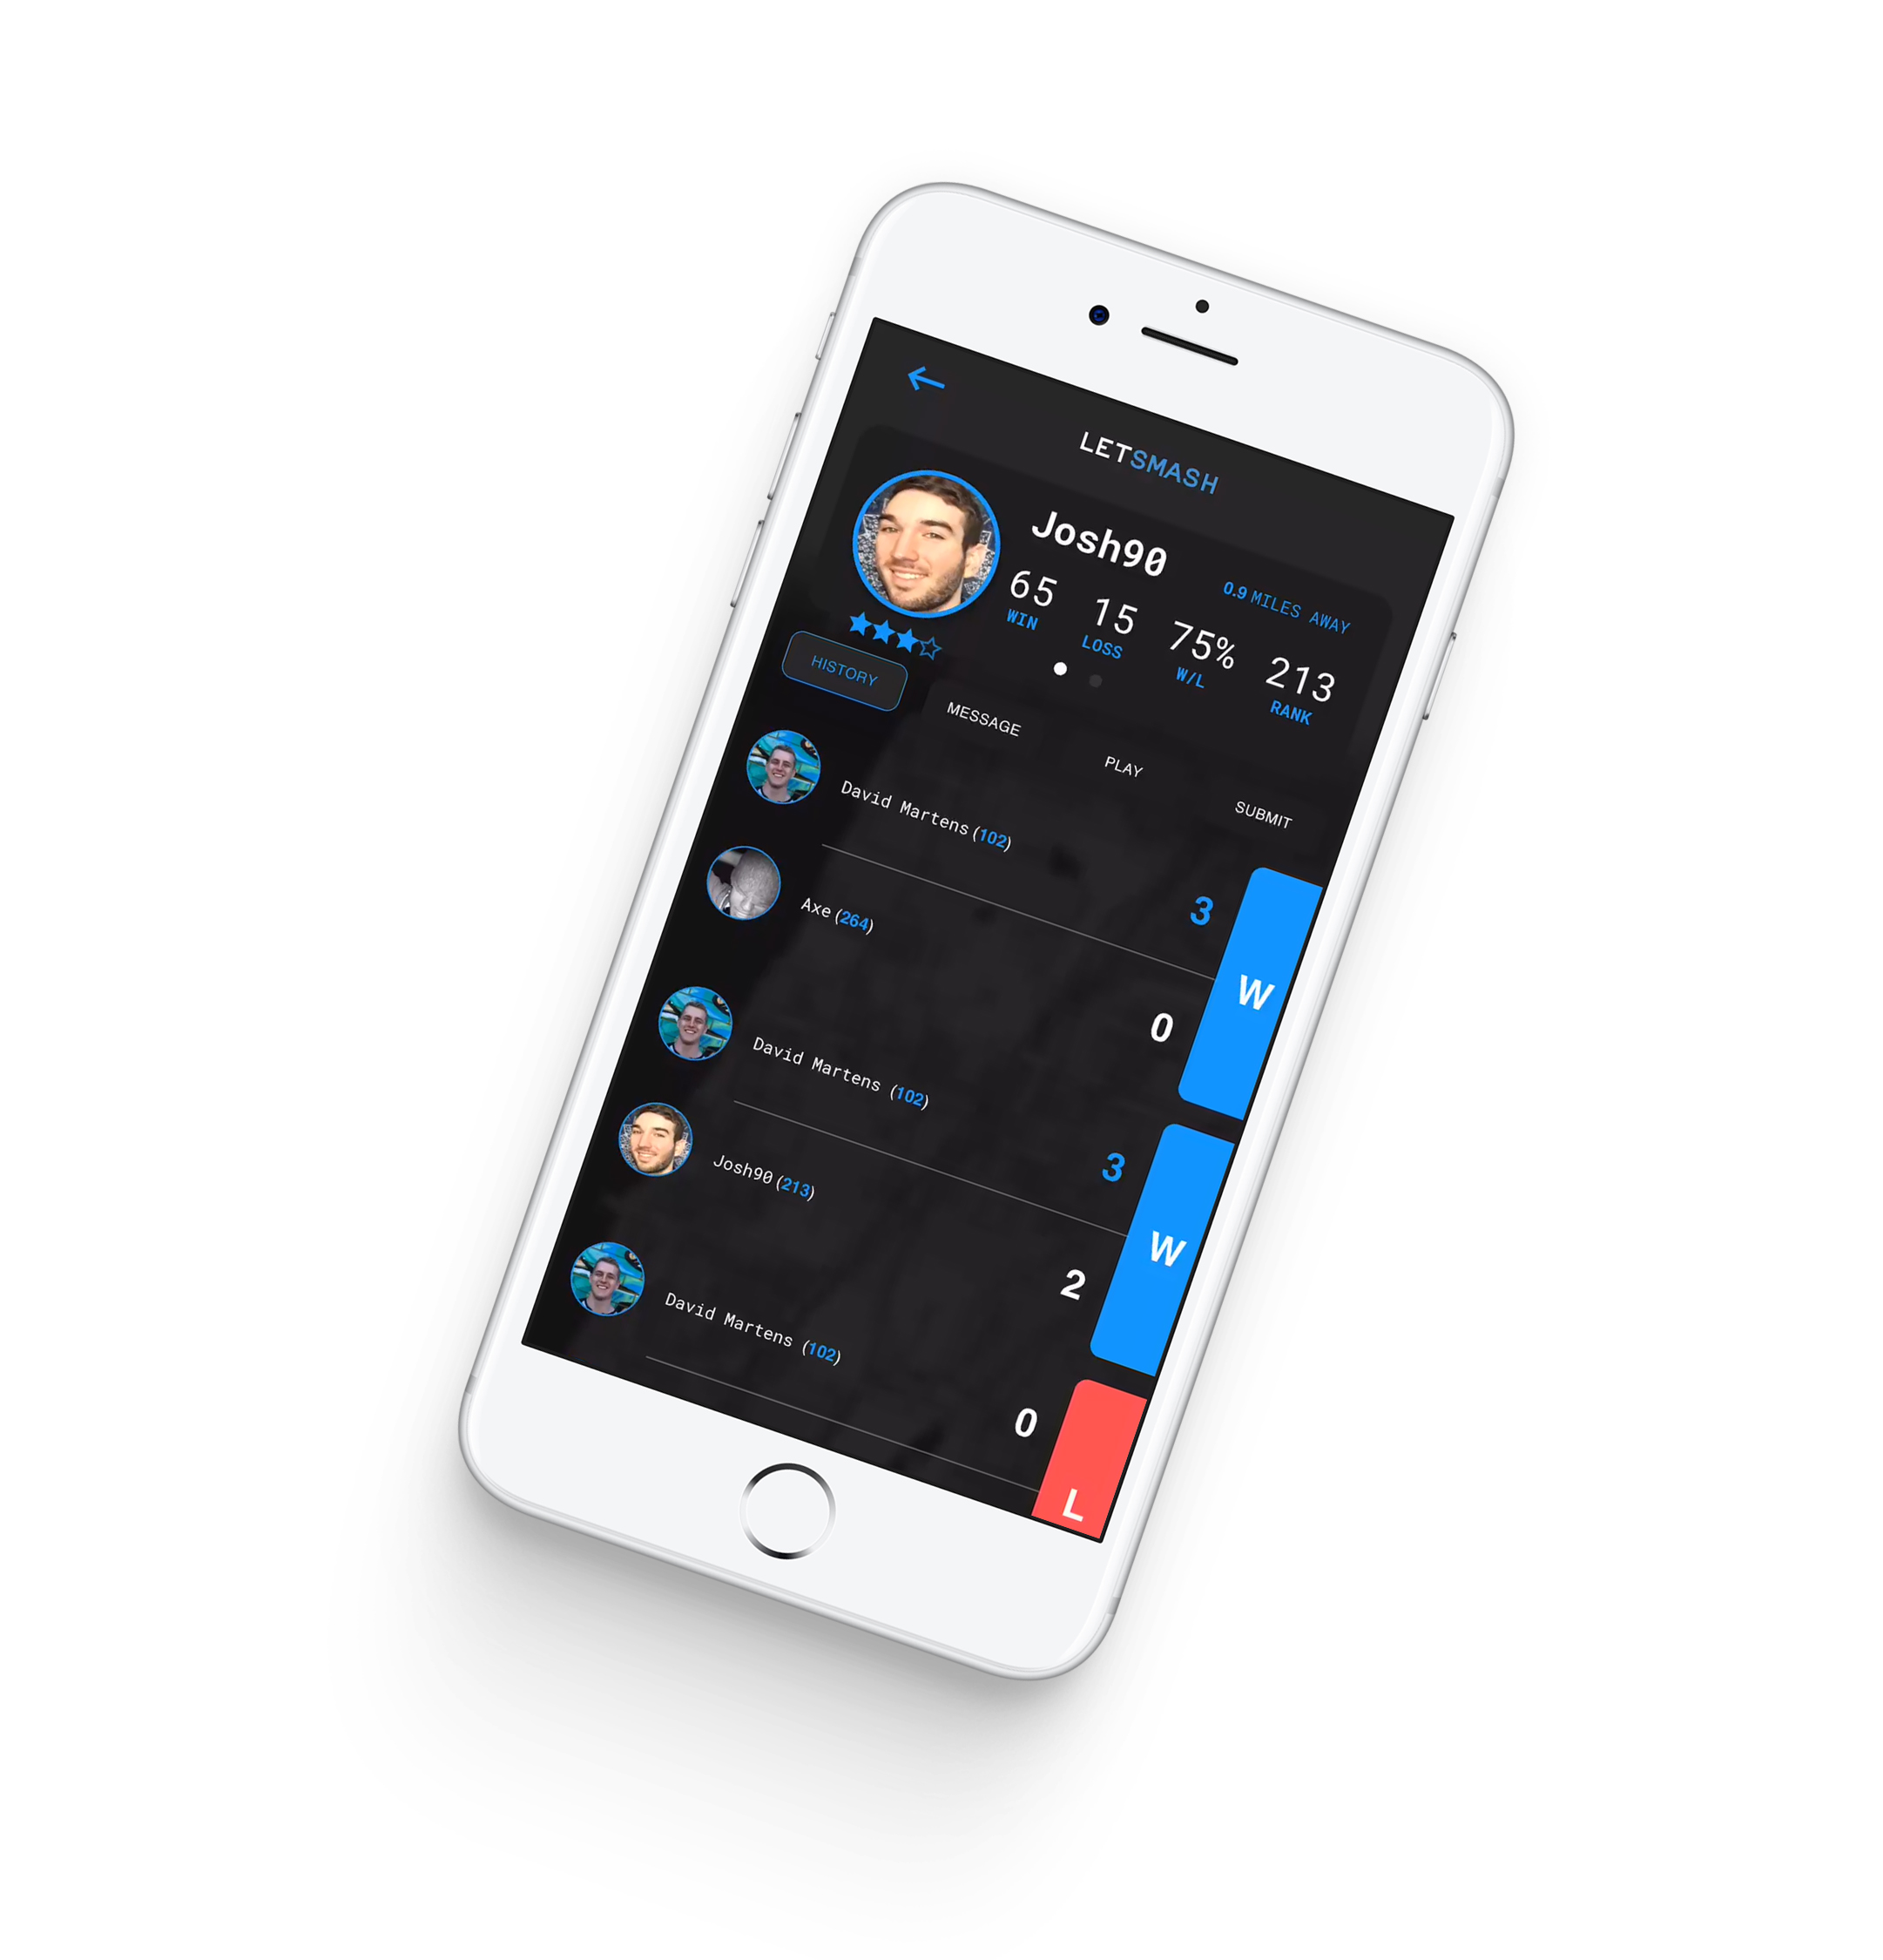 LETSMASH
Josh90
0.9 MILES AWAY
65 15 75% 213
WIN LOSS W/L RANK
HISTORY MESSAGE PLAY SUBMIT
David Martens (102) 3
W
Axe (264) 0
David Martens (102) 3
W
Josh90 (213) 2
David Martens (102) 0
L